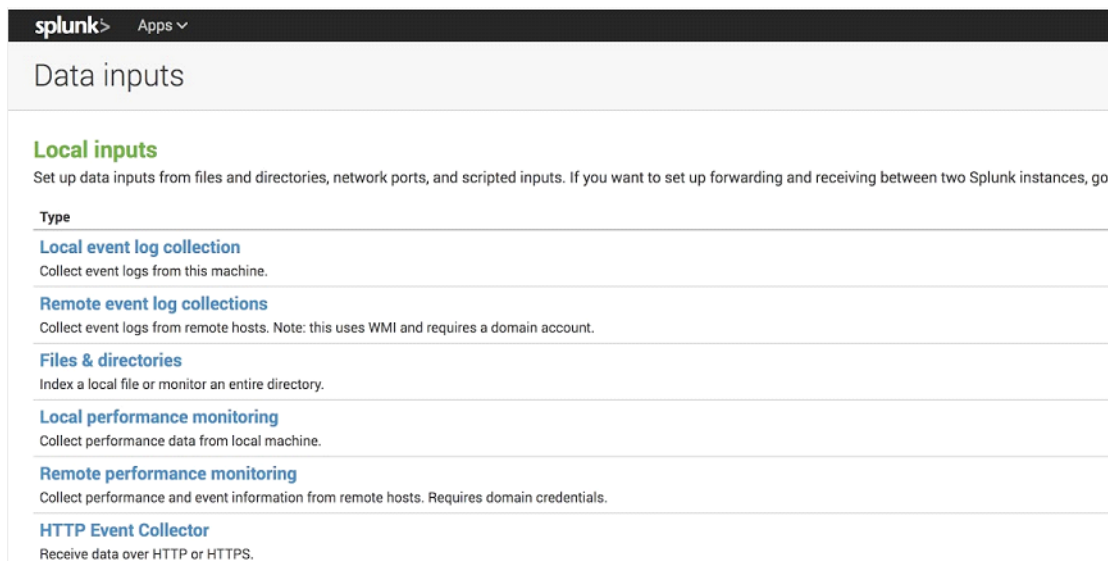 splunk> Apps
Data inputs
Local inputs
Set up data inputs from files and directories, network ports, and scripted inputs. If you want to set up forwarding and receiving between two Splunk instances, go
Type
Local event log collection
Collect event logs from this machine.
Remote event log collections
Collect event logs from remote hosts. Note: this uses WMI and requires a domain account.
Files & directories
Index a local file or monitor an entire directory.
Local performance monitoring
Collect performance data from local machine.
Remote performance monitoring
Collect performance and event information from remote hosts. Requires domain credentials.
HTTP Event Collector
Receive data over HTTP or HTTPS.